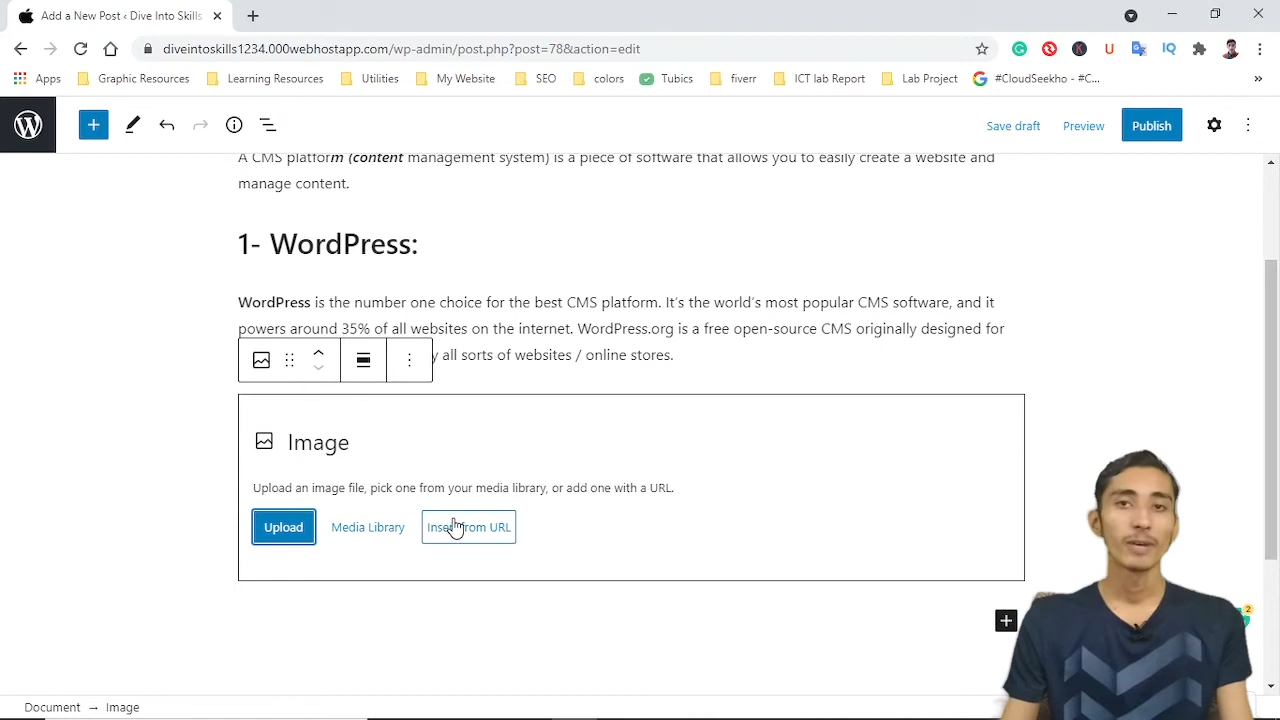 Add a New Post ‹ Dive Into Skills
diveintoskills1234.000webhostapp.com/wp-admin/post.php?post=78&action=edit
Apps
Graphic Resources
Learning Resources
Utilities
My Website
SEO
colors
Tubics
fiverr
ICT lab Report
Lab Project
#CloudSeekho - #C...
Save draft
Preview
Publish
A CMS platform (content management system) is a piece of software that allows you to easily create a website and
manage content.
1- WordPress:
WordPress is the number one choice for the best CMS platform. It's the world's most popular CMS software, and it
powers around 35% of all websites on the internet. WordPress.org is a free open-source CMS originally designed for
all sorts of websites / online stores.
Image
Upload an image file, pick one from your media library, or add one with a URL.
Upload
Media Library
Insert from URL
2
Document → Image